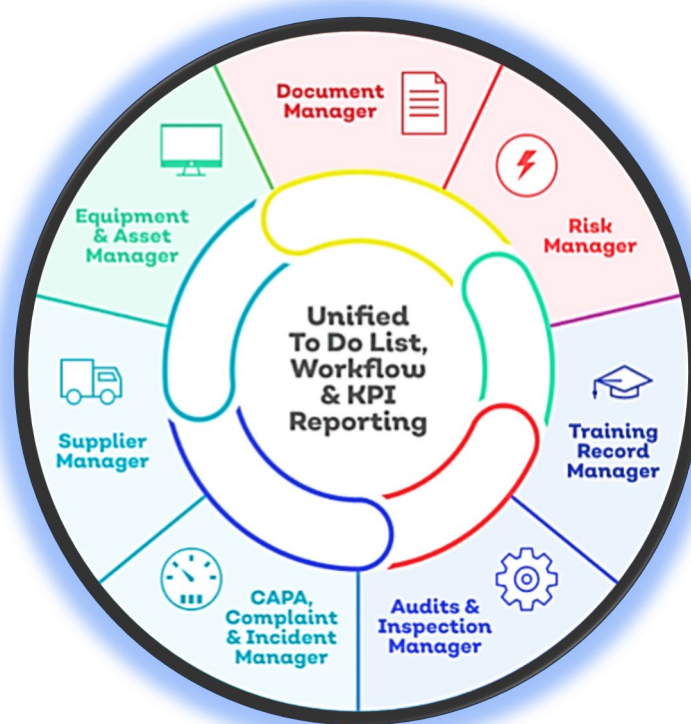 Document
Manager
Risk
Manager
Training
Record
Manager
Audits &
Inspection
Manager
CAPA,
Complaint
& Incident
Manager
Supplier
Manager
Equipment
& Asset
Manager
Unified
To Do List,
Workflow
& KPI
Reporting